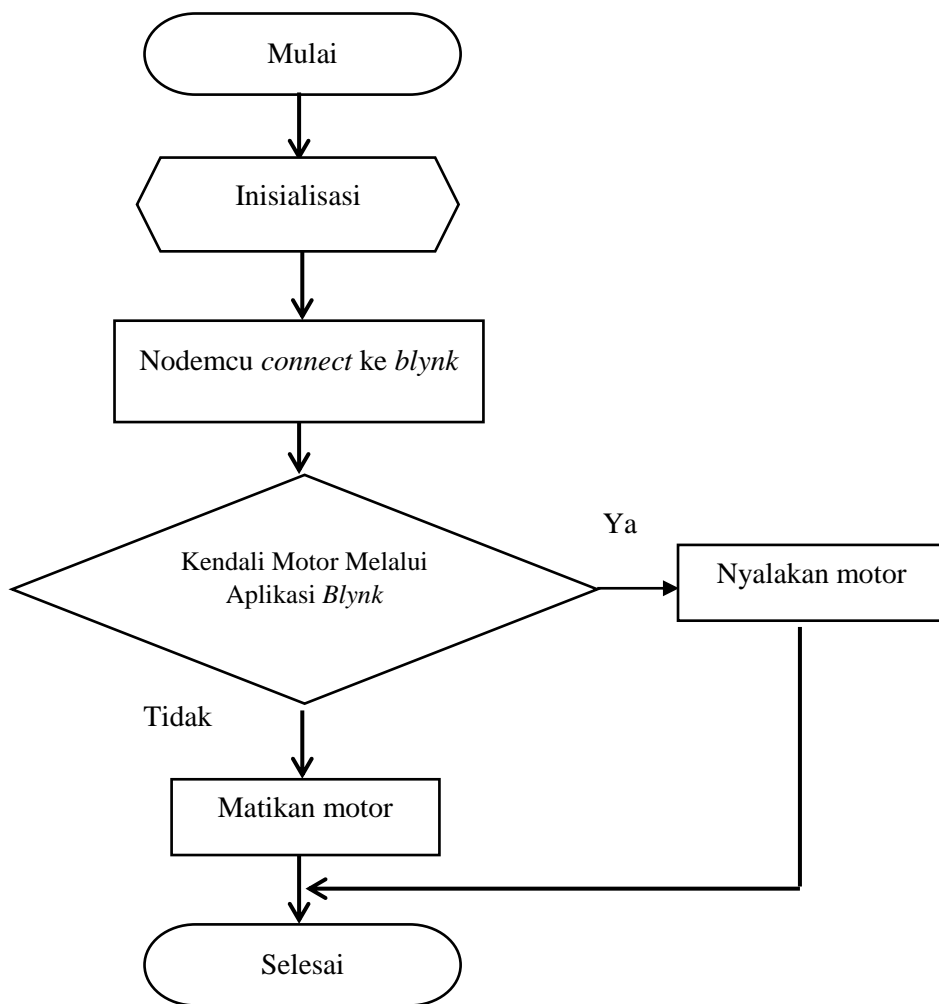 Mulai
Inisialisasi
Nodemcu connect ke blynk
Kendali Motor Melalui
Aplikasi Blynk
Ya
Nyalakan motor
Tidak
Matikan motor
Selesai